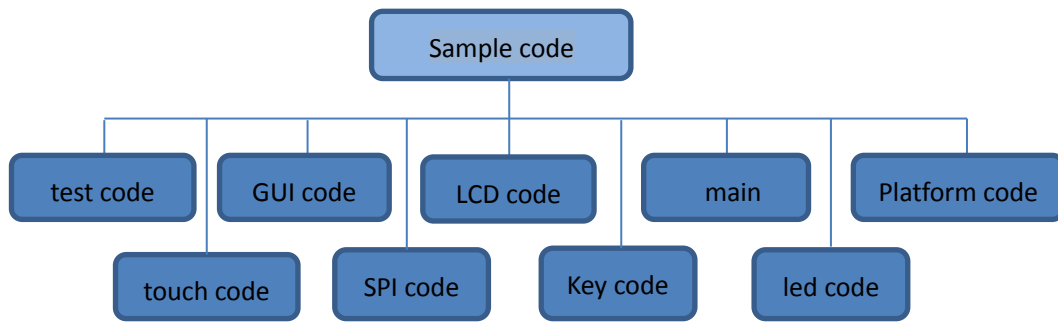 Sample code
test code
GUI code
LCD code
main
Platform code
touch code
SPI code
Key code
led code